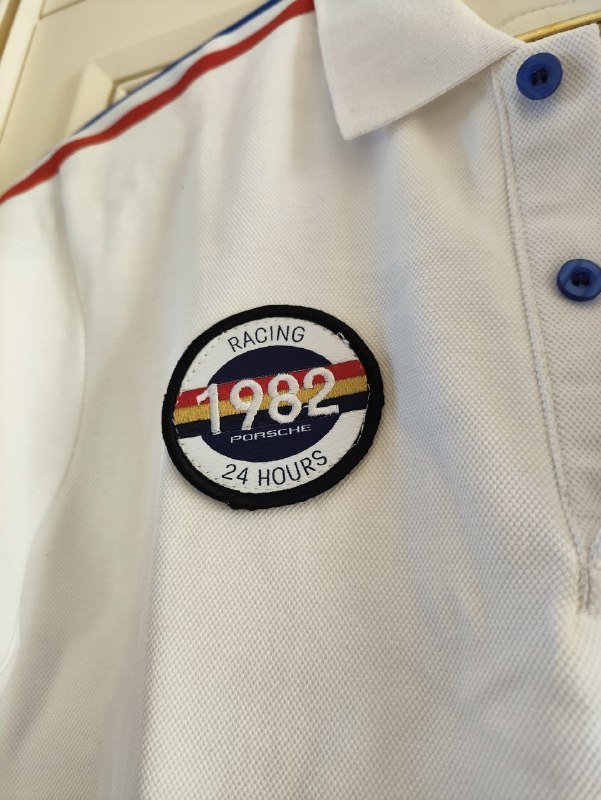 RACING
1982
PORSCHE
24 HOURS